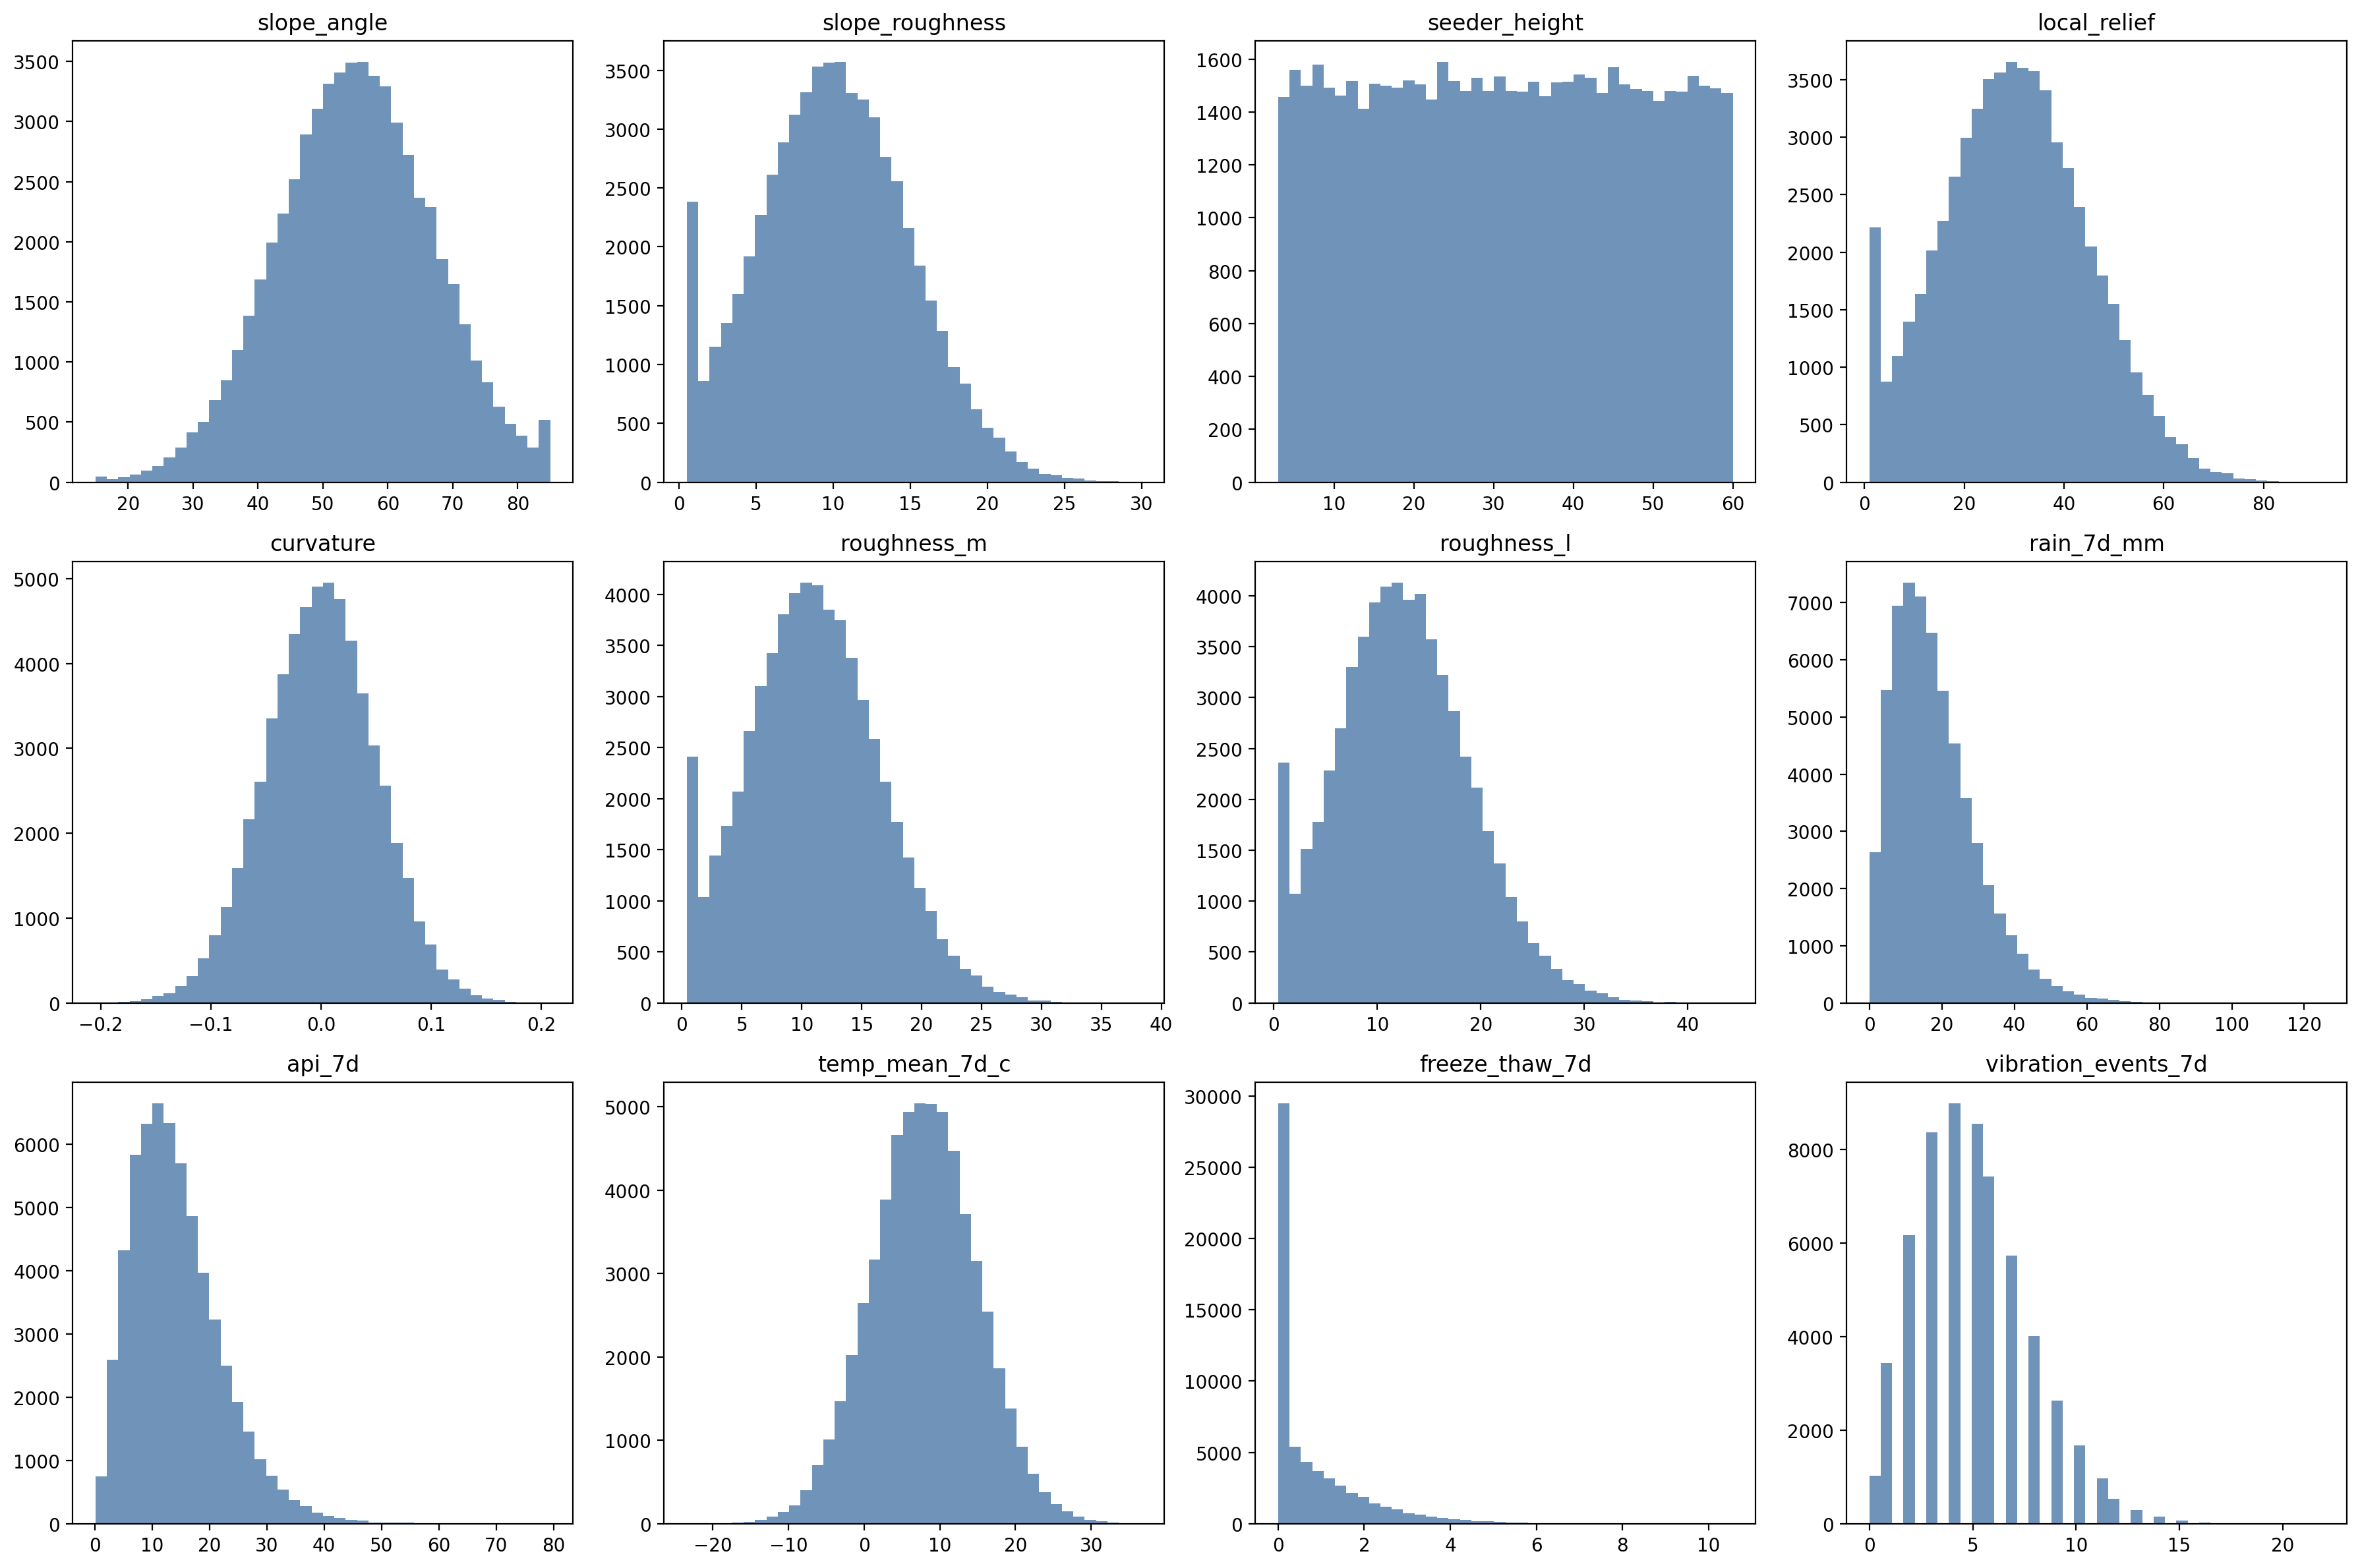 slope_angle
0 500 1000 1500 2000 2500 3000 3500
20 30 40 50 60 70 80
slope_roughness
0 500 1000 1500 2000 2500 3000 3500
0 5 10 15 20 25 30
seeder_height
0 200 400 600 800 1000 1200 1400 1600
10 20 30 40 50 60
local_relief
0 500 1000 1500 2000 2500 3000 3500
0 20 40 60 80
curvature
0 1000 2000 3000 4000 5000
−0.2 −0.1 0.0 0.1 0.2
roughness_m
0 500 1000 1500 2000 2500 3000 3500 4000
0 5 10 15 20 25 30 35 40
roughness_l
0 500 1000 1500 2000 2500 3000 3500 4000
0 10 20 30 40
rain_7d_mm
0 1000 2000 3000 4000 5000 6000 7000
0 20 40 60 80 100 120
api_7d
0 1000 2000 3000 4000 5000 6000
0 10 20 30 40 50 60 70 80
temp_mean_7d_c
0 1000 2000 3000 4000 5000
−20 −10 0 10 20 30
freeze_thaw_7d
0 5000 10000 15000 20000 25000 30000
0 2 4 6 8 10
vibration_events_7d
0 2000 4000 6000 8000
0 5 10 15 20